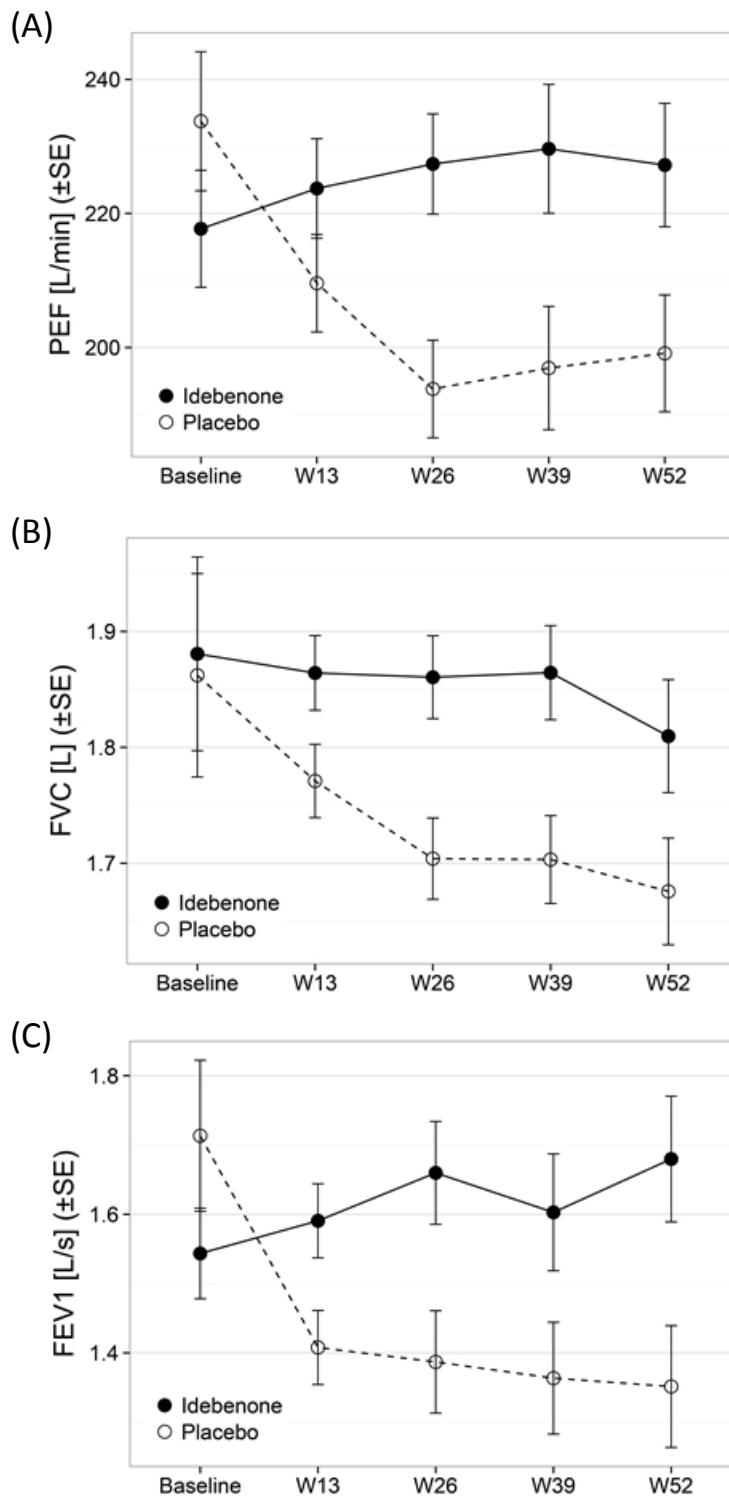 (A)
PEF [L/min] (±SE)
240
220
200
Idebenone
Placebo
Baseline W13 W26 W39 W52
(B)
FVC [L] (±SE)
1.9
1.8
1.7
Idebenone
Placebo
Baseline W13 W26 W39 W52
(C)
FEV1 [L/s] (±SE)
1.8
1.6
1.4
Idebenone
Placebo
Baseline W13 W26 W39 W52